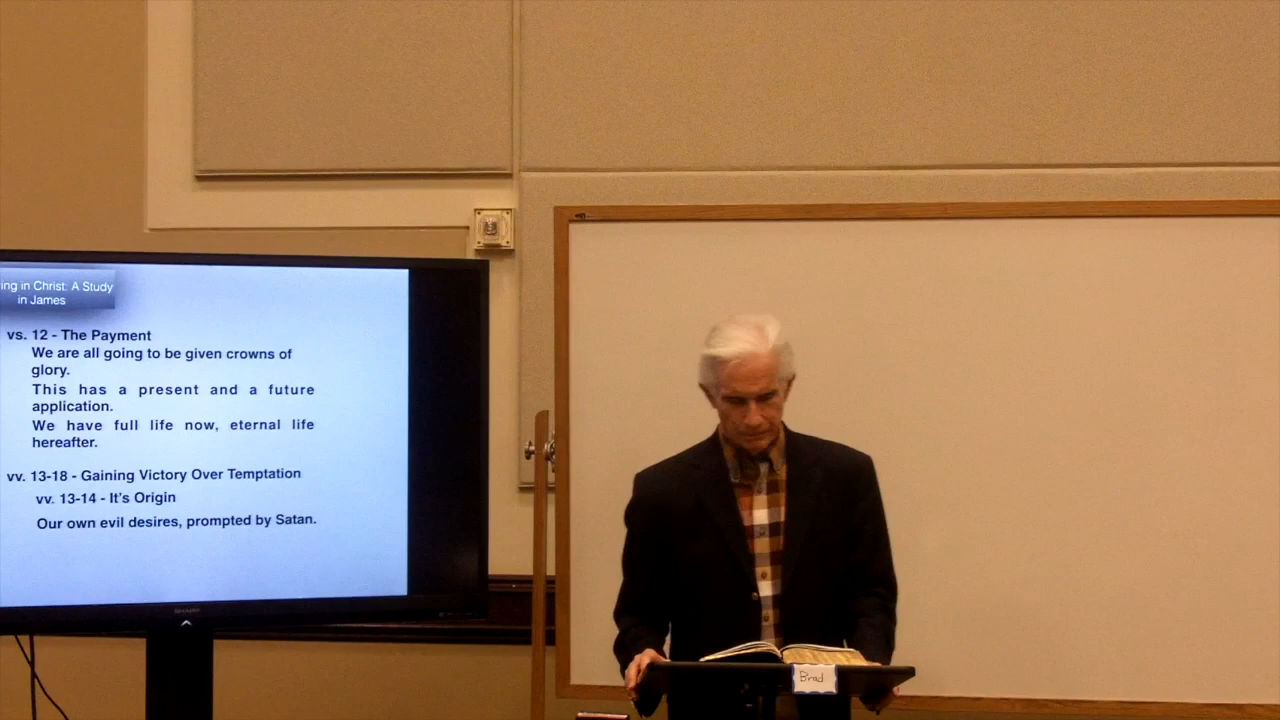 ing in Christ: A Study
in James
vs. 12 - The Payment
We are all going to be given crowns of
glory.
This has a present and a future
application.
We have full life now, eternal life
hereafter.
vv. 13-18 - Gaining Victory Over Temptation
vv. 13-14 - It's Origin
Our own evil desires, prompted by Satan.
SHARP
Brad